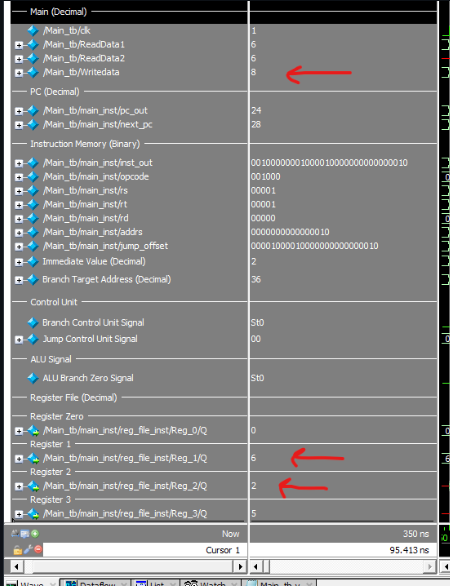 Main (Decimal)
/Main_tb/clk 1
/Main_tb/ReadData1 6
/Main_tb/ReadData2 6
/Main_tb/Writedata 8
PC (Decimal)
/Main_tb/main_inst/pc_out 24
/Main_tb/main_inst/next_pc 28
Instruction Memory (Binary)
/Main_tb/main_inst/inst_out 00100000001000010000000000000010
/Main_tb/main_inst/opcode 001000
/Main_tb/main_inst/rs 00001
/Main_tb/main_inst/rt 00001
/Main_tb/main_inst/rd 00000
/Main_tb/main_inst/addrs 0000000000000010
/Main_tb/main_inst/jump_offset 00001000010000000000000010
Immediate Value (Decimal) 2
Branch Target Address (Decimal) 36
Control Unit
Branch Control Unit Signal St0
Jump Control Unit Signal 00
ALU Signal
ALU Branch Zero Signal St0
Register File (Decimal)
Register Zero
/Main_tb/main_inst/reg_file_inst/Reg_0/Q 0
Register 1
/Main_tb/main_inst/reg_file_inst/Reg_1/Q 6
Register 2
/Main_tb/main_inst/reg_file_inst/Reg_2/Q 2
Register 3
/Main_tb/main_inst/reg_file_inst/Reg_3/Q 5
Now 350 ns
Cursor 1 95.413 ns
Wave Dataflow List Watch Main_tb.v